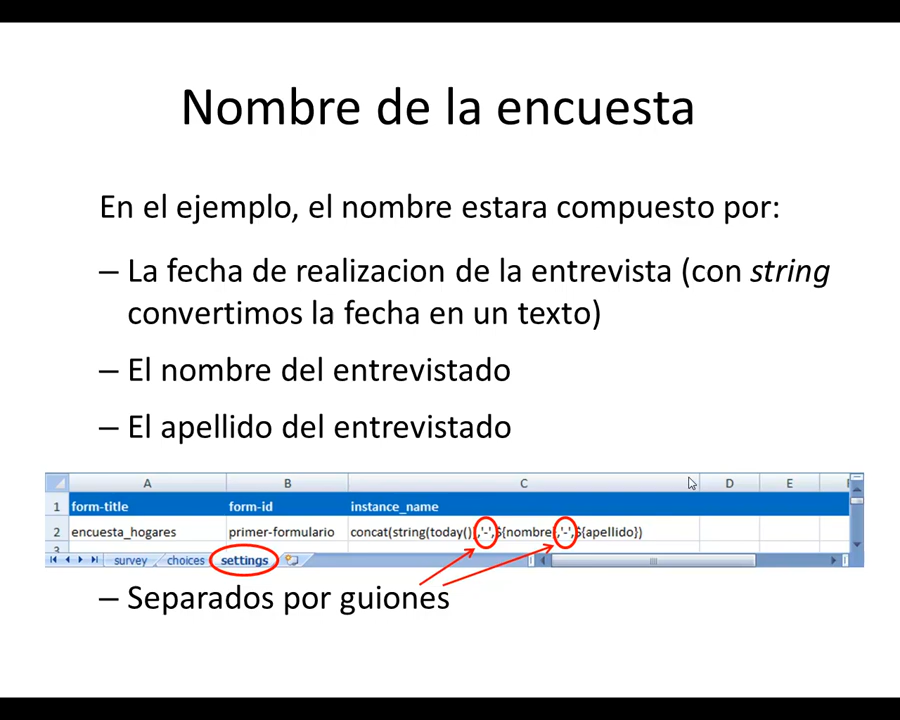 Nombre de la encuesta
En el ejemplo, el nombre estara compuesto por:
– La fecha de realizacion de la entrevista (con string
convertimos la fecha en un texto)
– El nombre del entrevistado
– El apellido del entrevistado
A B C D E
1 form-title form-id instance_name
2 encuesta_hogares primer-formulario concat(string(today()),'-',${nombre},'-',${apellido})
3
survey choices settings
– Separados por guiones